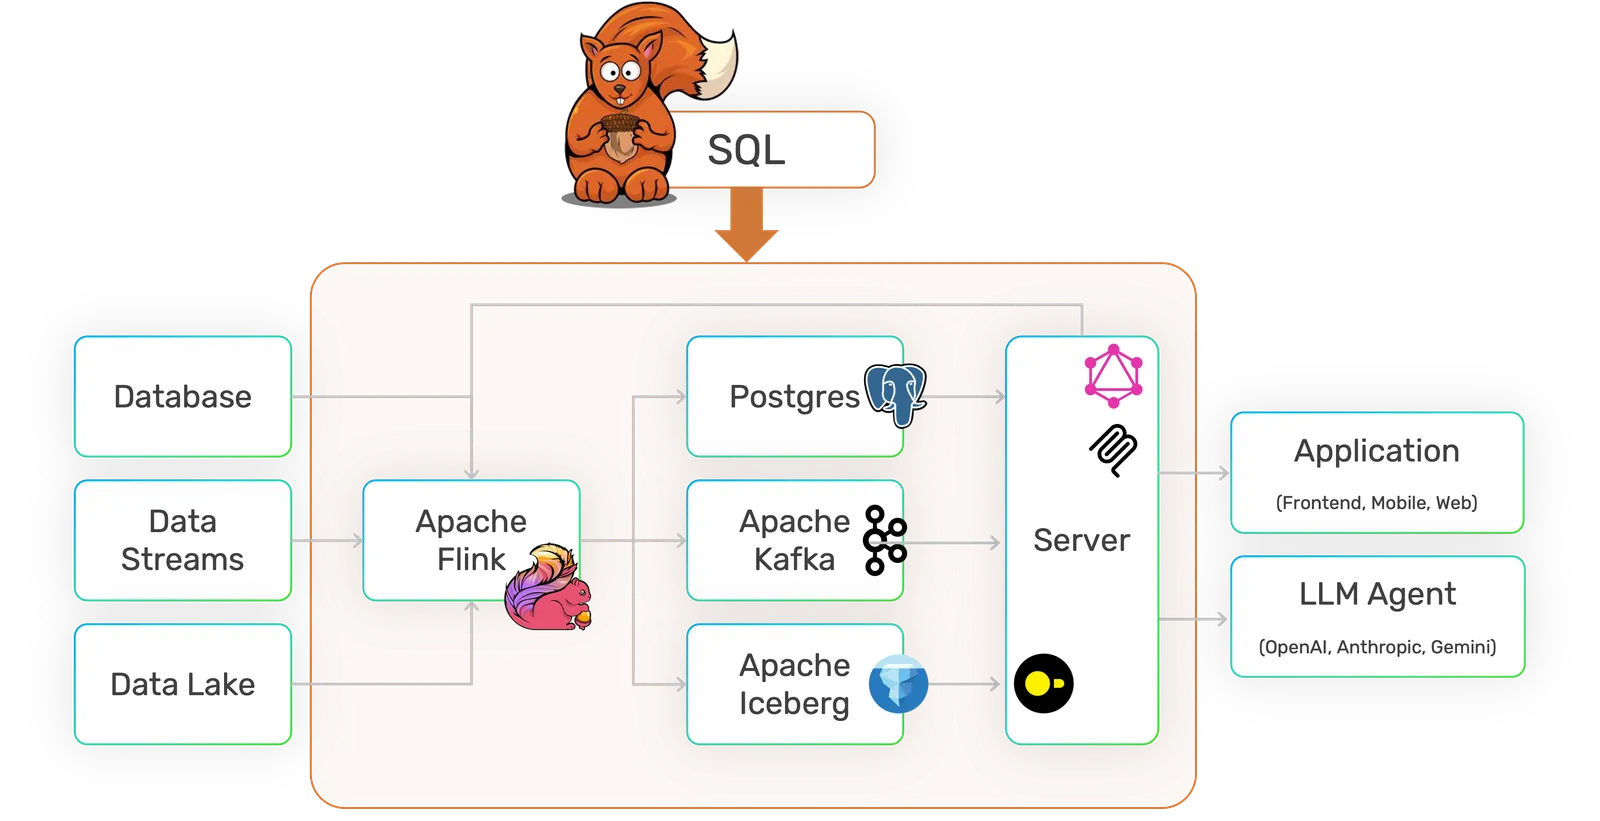 SQL
Database
Data
Streams
Data Lake
Apache
Flink
Postgres
Apache
Kafka
Apache
Iceberg
Server
Application
(Frontend, Mobile, Web)
LLM Agent
(OpenAI, Anthropic, Gemini)